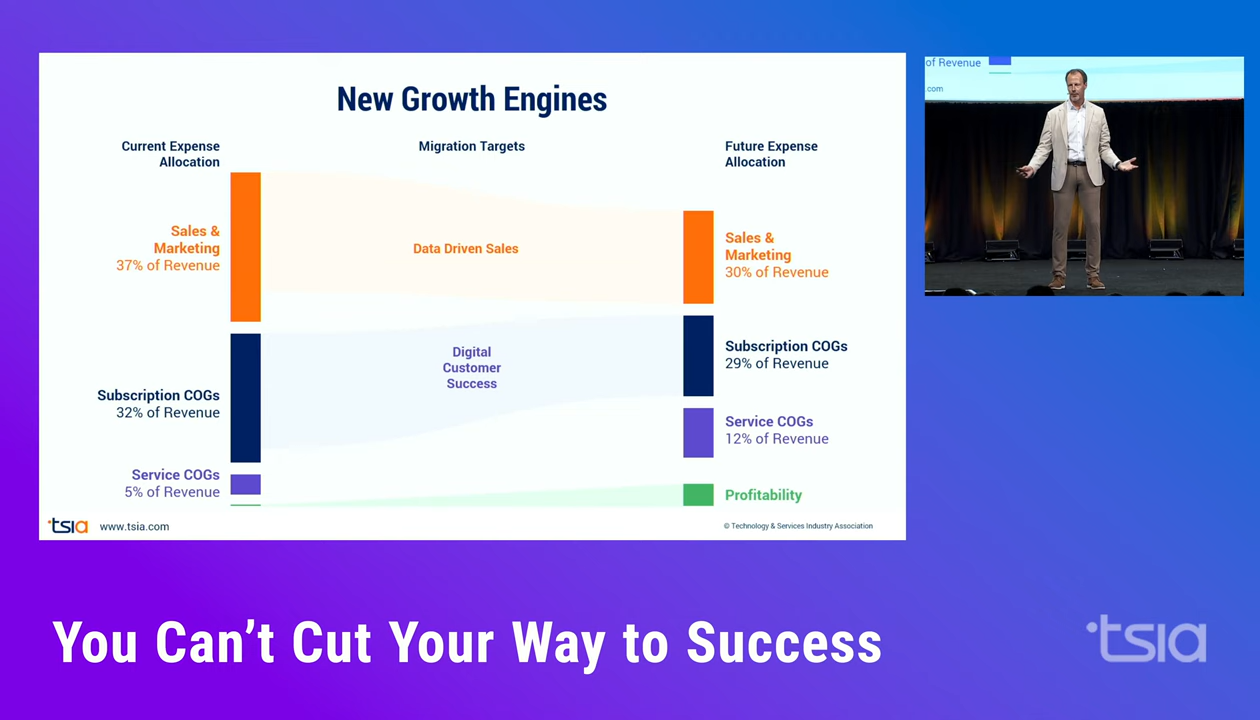 New Growth Engines
Current Expense
Allocation
Migration Targets
Future Expense
Allocation
Sales &
Marketing
37% of Revenue
Data Driven Sales
Sales &
Marketing
30% of Revenue
Subscription COGs
32% of Revenue
Digital
Customer
Success
Subscription COGs
29% of Revenue
Service COGs
5% of Revenue
Service COGs
12% of Revenue
Profitability
tsia www.tsia.com
© Technology & Services Industry Association
of Revenue
.com
You Can't Cut Your Way to Success
tsia